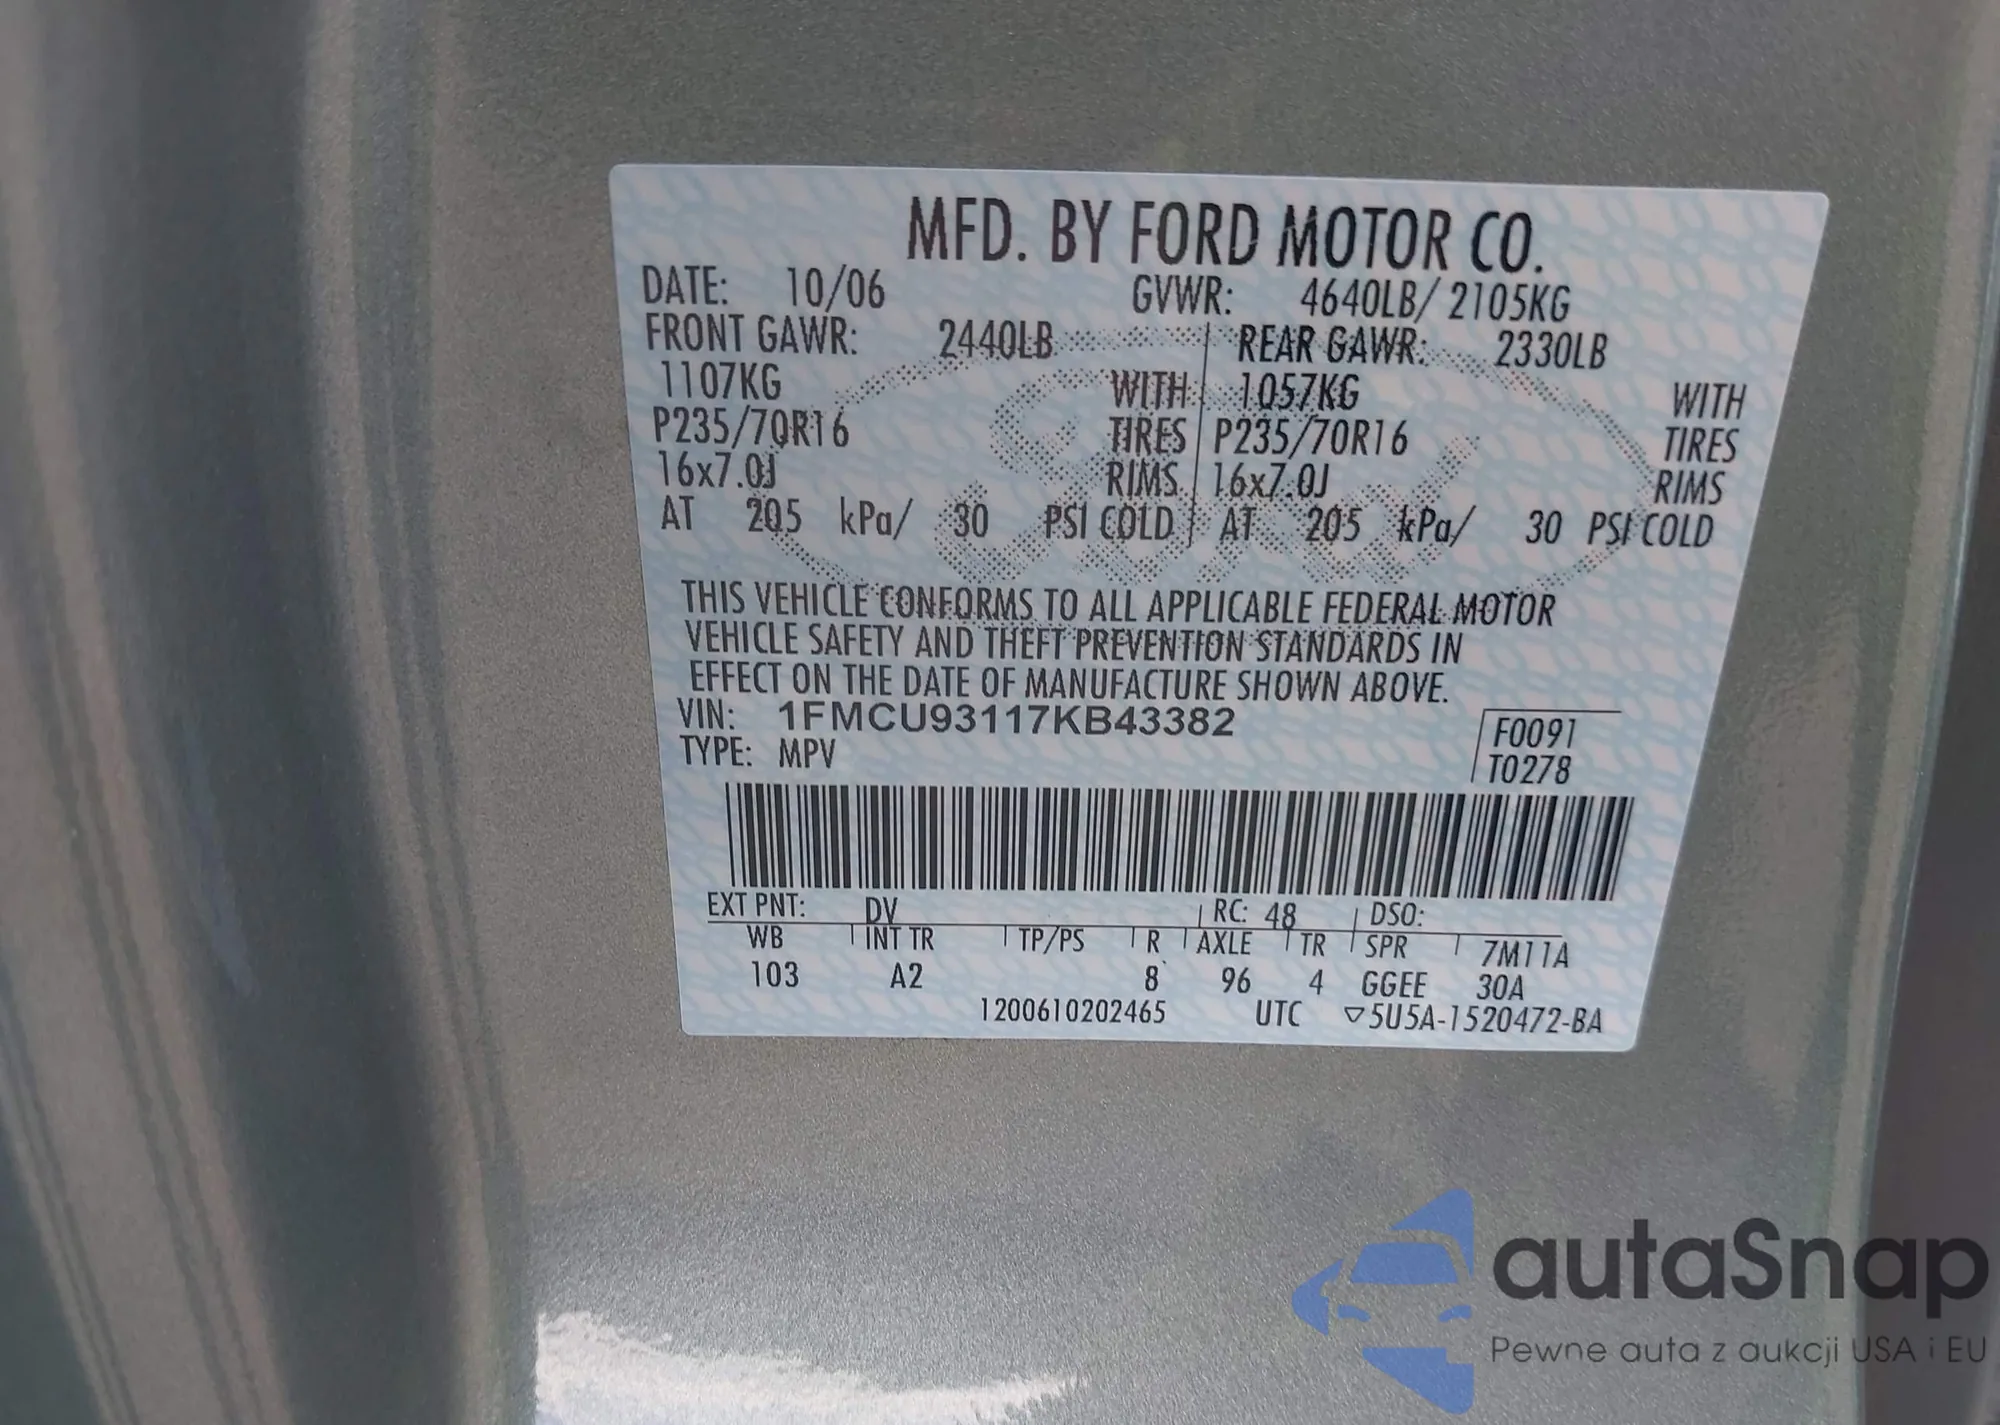 MFD. BY FORD MOTOR CO.
DATE: 10/06 GVWR: 4640LB/ 2105KG
FRONT GAWR: 2440LB REAR GAWR: 2330LB
1107KG WITH 1057KG WITH
P235/70R16 TIRES P235/70R16 TIRES
16x7.0J RIMS 16x7.0J RIMS
AT 205 kPa/ 30 PSI COLD AT 205 kPa/ 30 PSI COLD
THIS VEHICLE CONFORMS TO ALL APPLICABLE FEDERAL MOTOR
VEHICLE SAFETY AND THEFT PREVENTION STANDARDS IN
EFFECT ON THE DATE OF MANUFACTURE SHOWN ABOVE.
VIN: 1FMCU93117KB43382 F0091
TYPE: MPV T0278
EXT PNT: DV RC: 48 DSO:
WB INT TR TP/PS R AXLE TR SPR 7M11A
103 A2 8 96 4 GGEE 30A
1200610202465 UTC ▽5U5A-1520472-BA
autaSnap
Pewne auta z aukcji USA i EU